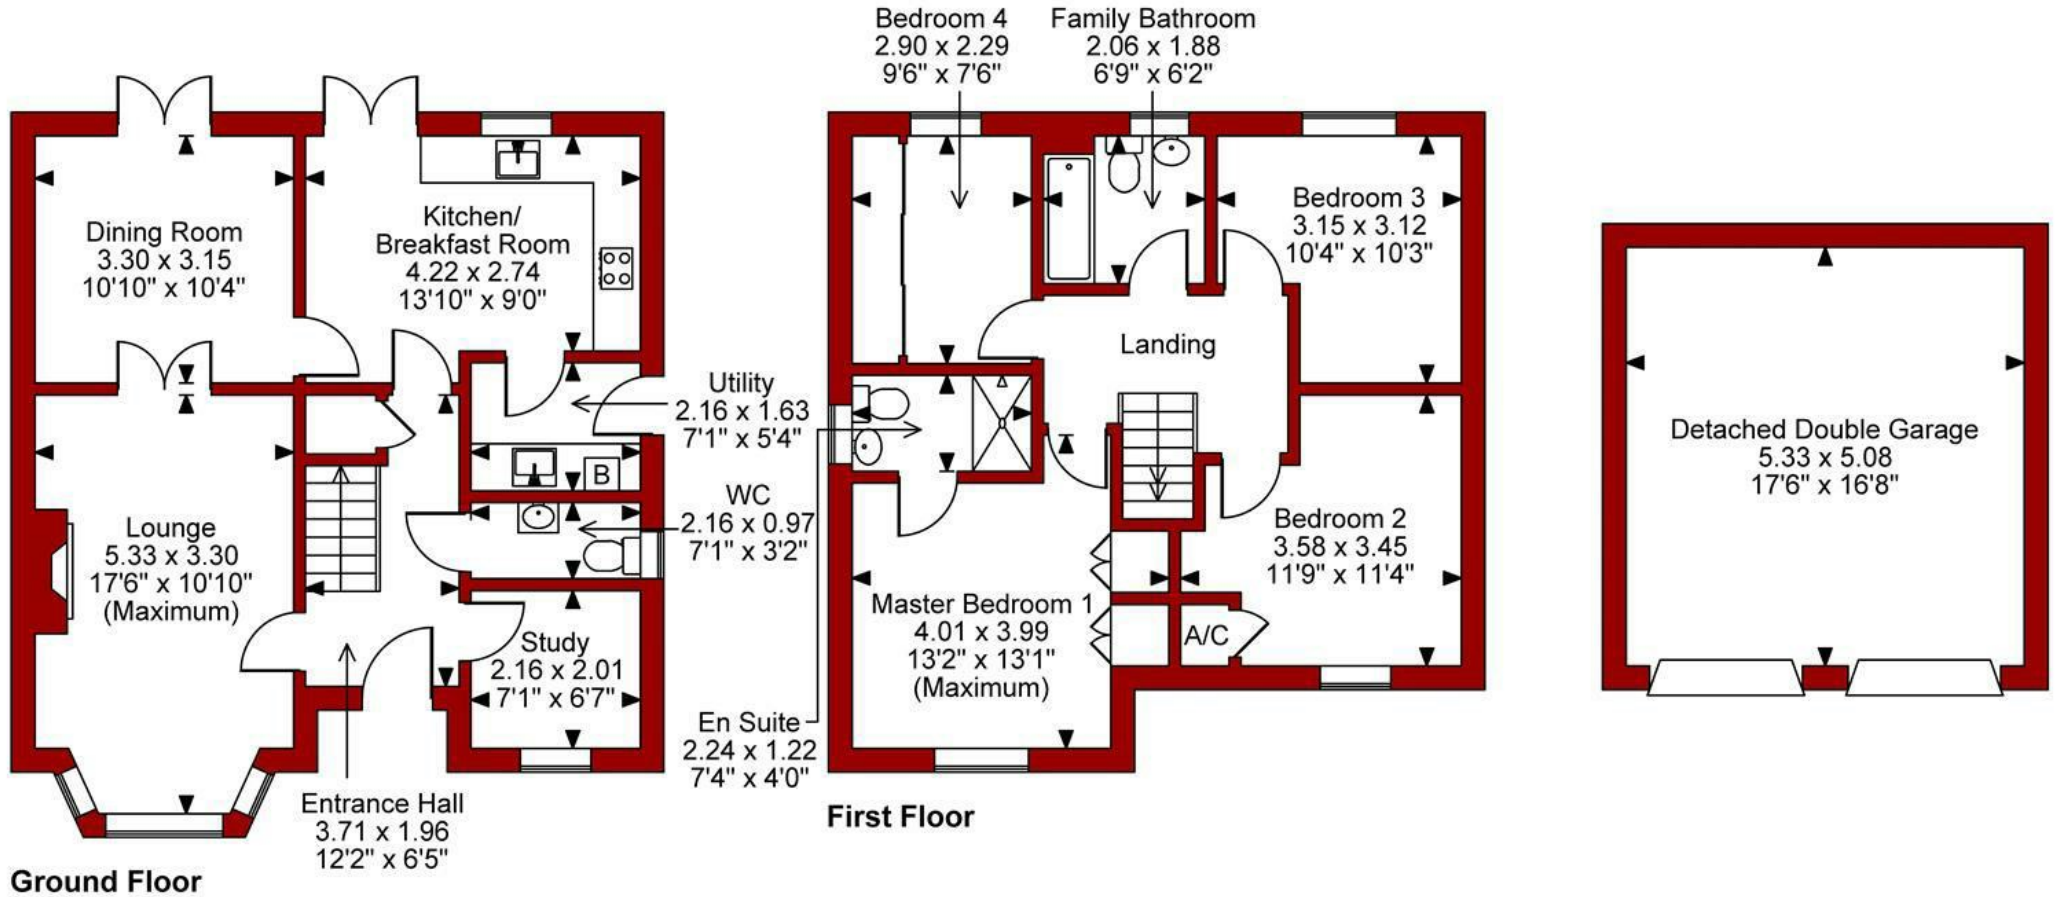 Bedroom 4
2.90 x 2.29
9'6" x 7'6"
Family Bathroom
2.06 x 1.88
6'9" x 6'2"
Dining Room
3.30 x 3.15
10'10" x 10'4"
Kitchen/
Breakfast Room
4.22 x 2.74
13'10" x 9'0"
Bedroom 3
3.15 x 3.12
10'4" x 10'3"
Landing
Utility
2.16 x 1.63
7'1" x 5'4"
B
WC
2.16 x 0.97
7'1" x 3'2"
Detached Double Garage
5.33 x 5.08
17'6" x 16'8"
Lounge
5.33 x 3.30
17'6" x 10'10"
(Maximum)
Bedroom 2
3.58 x 3.45
11'9" x 11'4"
Master Bedroom 1
4.01 x 3.99
13'2" x 13'1"
(Maximum)
A/C
Study
2.16 x 2.01
7'1" x 6'7"
En Suite
2.24 x 1.22
7'4" x 4'0"
Entrance Hall
3.71 x 1.96
12'2" x 6'5"
First Floor
Ground Floor